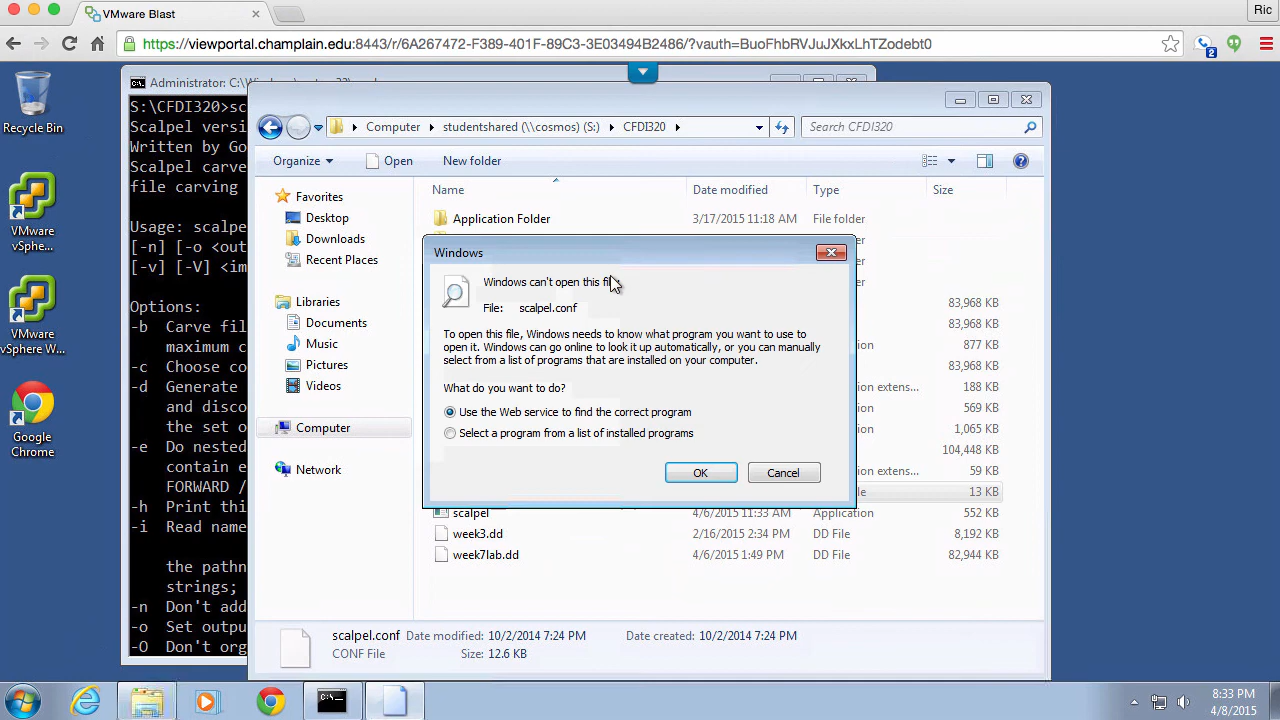 VMware Blast
Ric
https://viewportal.champlain.edu:8443/r/6A267472-F389-401F-89C3-3E03494B2486/?vauth=BuoFhbRVJuJXkxLhTZodebt0
2
Recycle Bin
VMware
vSphe...
VMware
vSphere W...
Google
Chrome
Administrator: C:\Wind
S:\CFDI320>sc
Scalpel versi
Written by Go
Scalpel carve
file carving
Usage: scalpe
[-n] [-o <out
[-v] [-V] <im
Options:
-b Carve fil
maximum c
-c Choose co
-d Generate
and disco
the set o
-e Do nested
contain e
FORWARD /
-h Print thi
-i Read name
the pathn
strings;
-n Don't add
-o Set outpu
-O Don't org
Computer
studentshared (\\cosmos) (S:)
CFDI320
Search CFDI320
Organize
Open
New folder
Favorites
Desktop
Downloads
Recent Places
Libraries
Documents
Music
Pictures
Videos
Computer
Network
Name Date modified Type Size
Application Folder 3/17/2015 11:18 AM File folder
er
er
83,968 KB
83,968 KB
ion 877 KB
83,968 KB
ion extens... 188 KB
ion 569 KB
ion 1,065 KB
104,448 KB
ion extens... 59 KB
le 13 KB
scalpel 4/6/2015 11:33 AM Application 552 KB
week3.dd 2/16/2015 2:34 PM DD File 8,192 KB
week7lab.dd 4/6/2015 1:49 PM DD File 82,944 KB
Windows
Windows can't open this fil
File: scalpel.conf
To open this file, Windows needs to know what program you want to use to
open it. Windows can go online to look it up automatically, or you can manually
select from a list of programs that are installed on your computer.
What do you want to do?
Use the Web service to find the correct program
Select a program from a list of installed programs
OK
Cancel
scalpel.conf Date modified: 10/2/2014 7:24 PM Date created: 10/2/2014 7:24 PM
CONF File Size: 12.6 KB
8:33 PM
4/8/2015